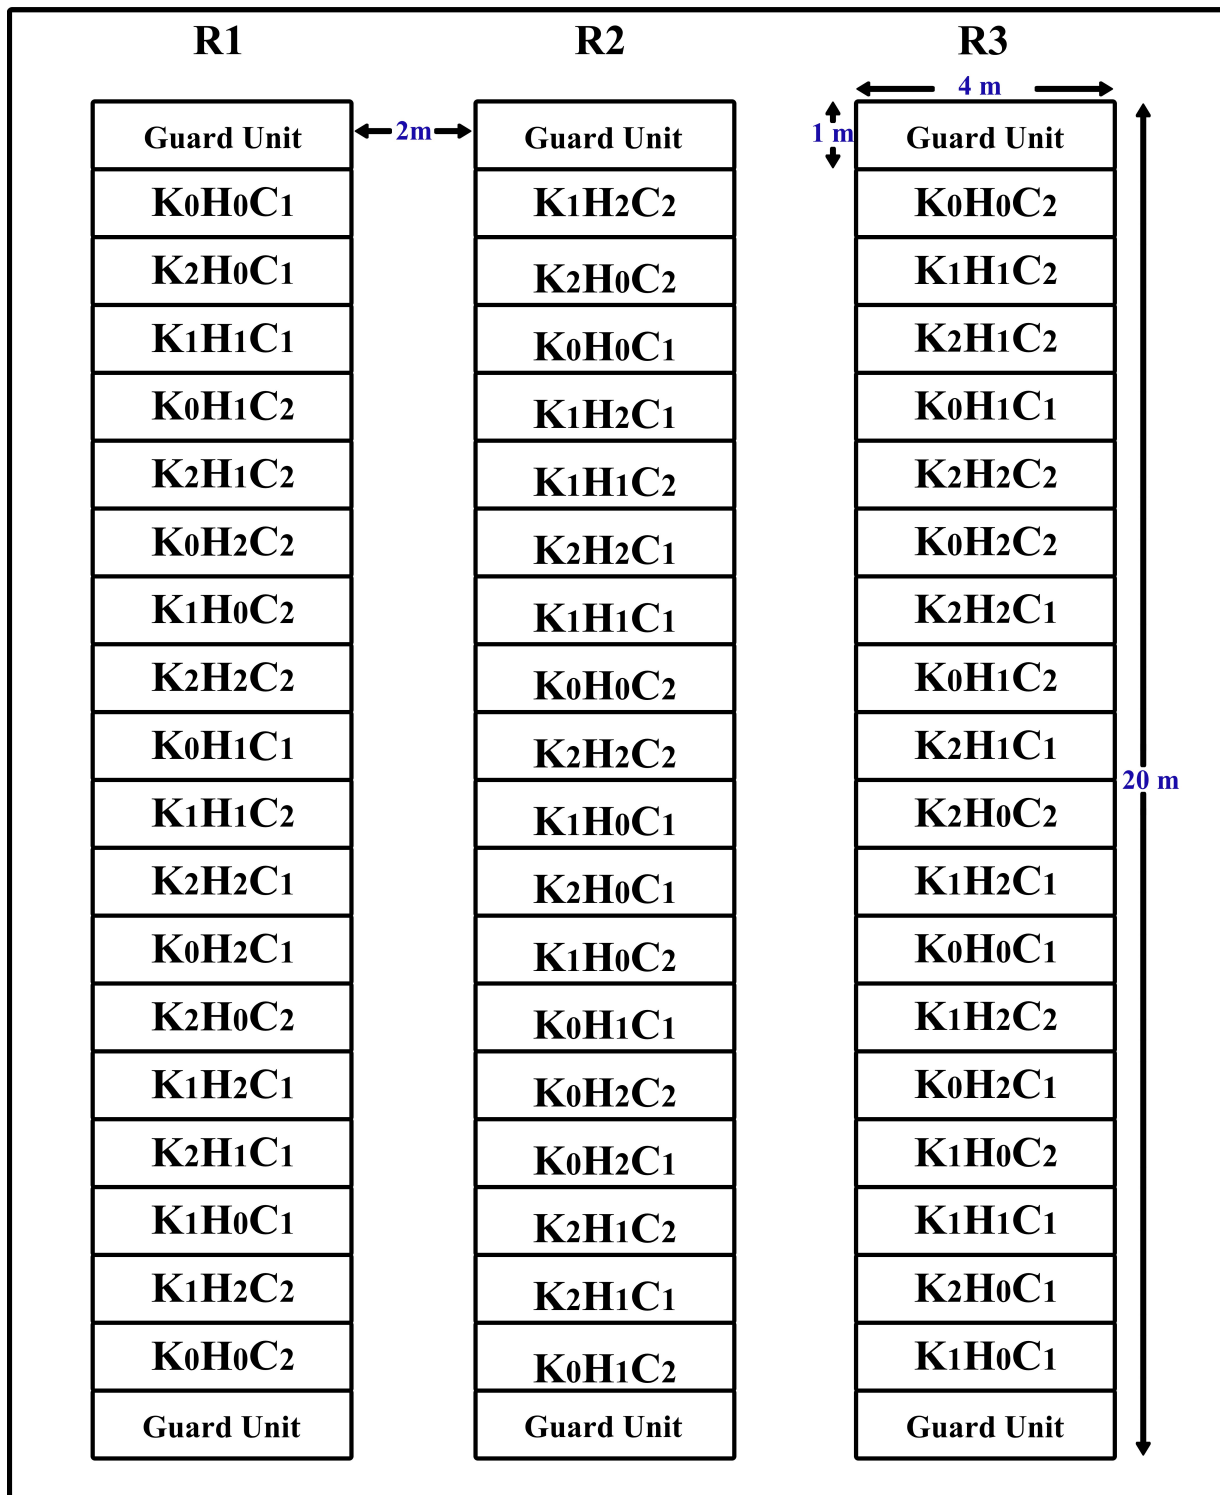 R1 R2 R3
4 m
Guard Unit 2m Guard Unit 1 m Guard Unit
K0H0C1 K1H2C2 K0H0C2
K2H0C1 K2H0C2 K1H1C2
K1H1C1 K0H0C1 K2H1C2
K0H1C2 K1H2C1 K0H1C1
K2H1C2 K1H1C2 K2H2C2
K0H2C2 K2H2C1 K0H2C2
K1H0C2 K1H1C1 K2H2C1
K2H2C2 K0H0C2 K0H1C2
K0H1C1 K2H2C2 K2H1C1
20 m
K1H1C2 K1H0C1 K2H0C2
K2H2C1 K2H0C1 K1H2C1
K0H2C1 K1H0C2 K0H0C1
K2H0C2 K0H1C1 K1H2C2
K1H2C1 K0H2C2 K0H2C1
K2H1C1 K0H2C1 K1H0C2
K1H0C1 K2H1C2 K1H1C1
K1H2C2 K2H1C1 K2H0C1
K0H0C2 K0H1C2 K1H0C1
Guard Unit Guard Unit Guard Unit